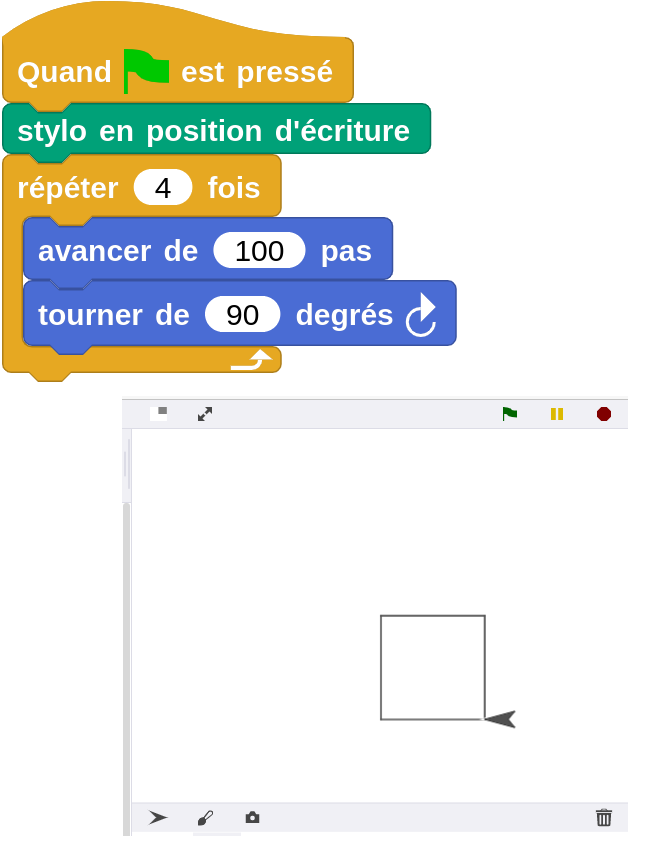 Quand est pressé
stylo en position d'écriture
répéter 4 fois
avancer de 100 pas
tourner de 90 degrés